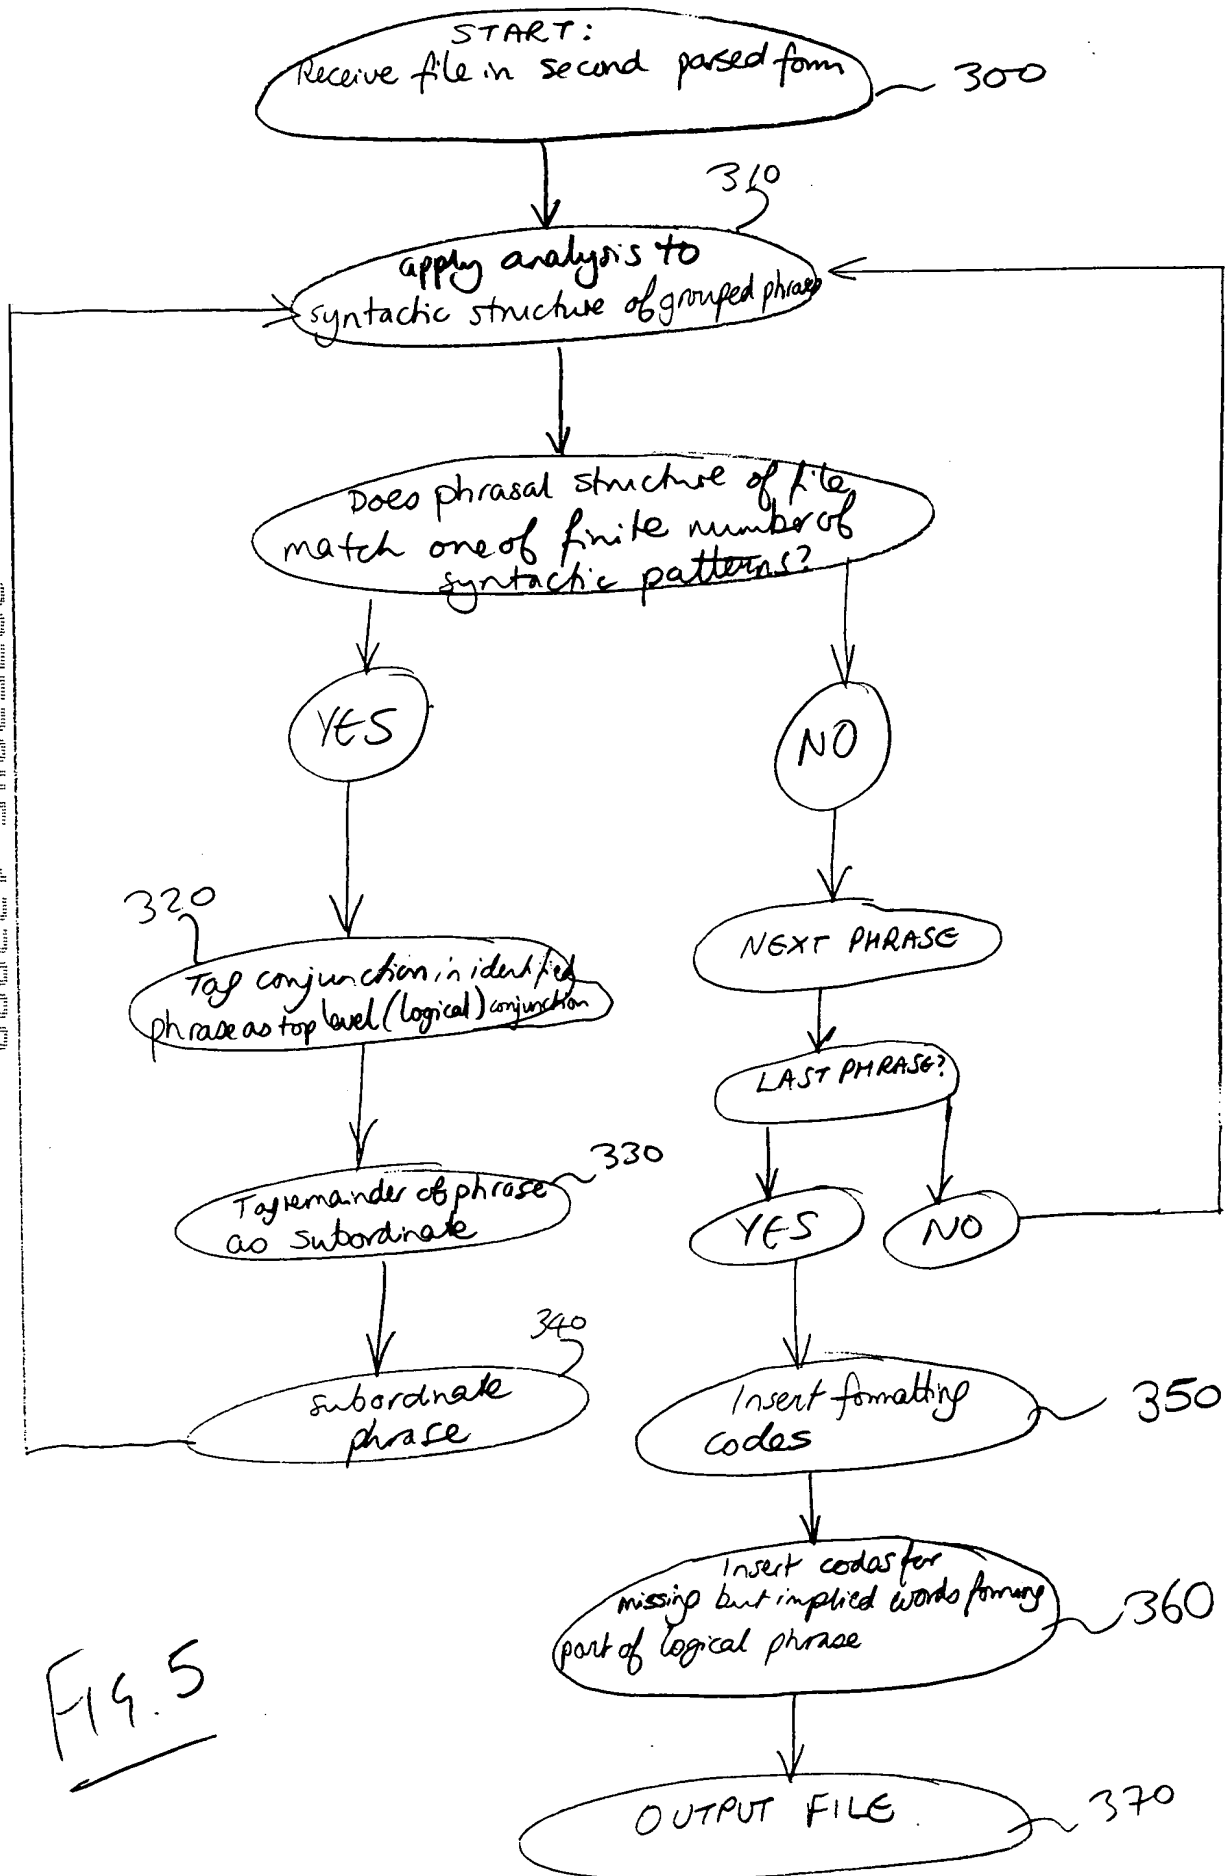 START:
Receive file in second parsed form
300
310
apply analysis to
syntactic structure of grouped phrases
Does phrasal structure of file
match one of finite number of
syntactic patterns?
YES
NO
320
Tag conjunction in identified
phrase as top level (logical) conjunction
NEXT PHRASE
LAST PHRASE?
330
Tag remainder of phrase
as subordinate
YES
NO
340
subordinate
phrase
Insert formatting
codes
350
Insert codes for
missing but implied words forming
part of logical phrase
360
FIG. 5
OUTPUT FILE
370